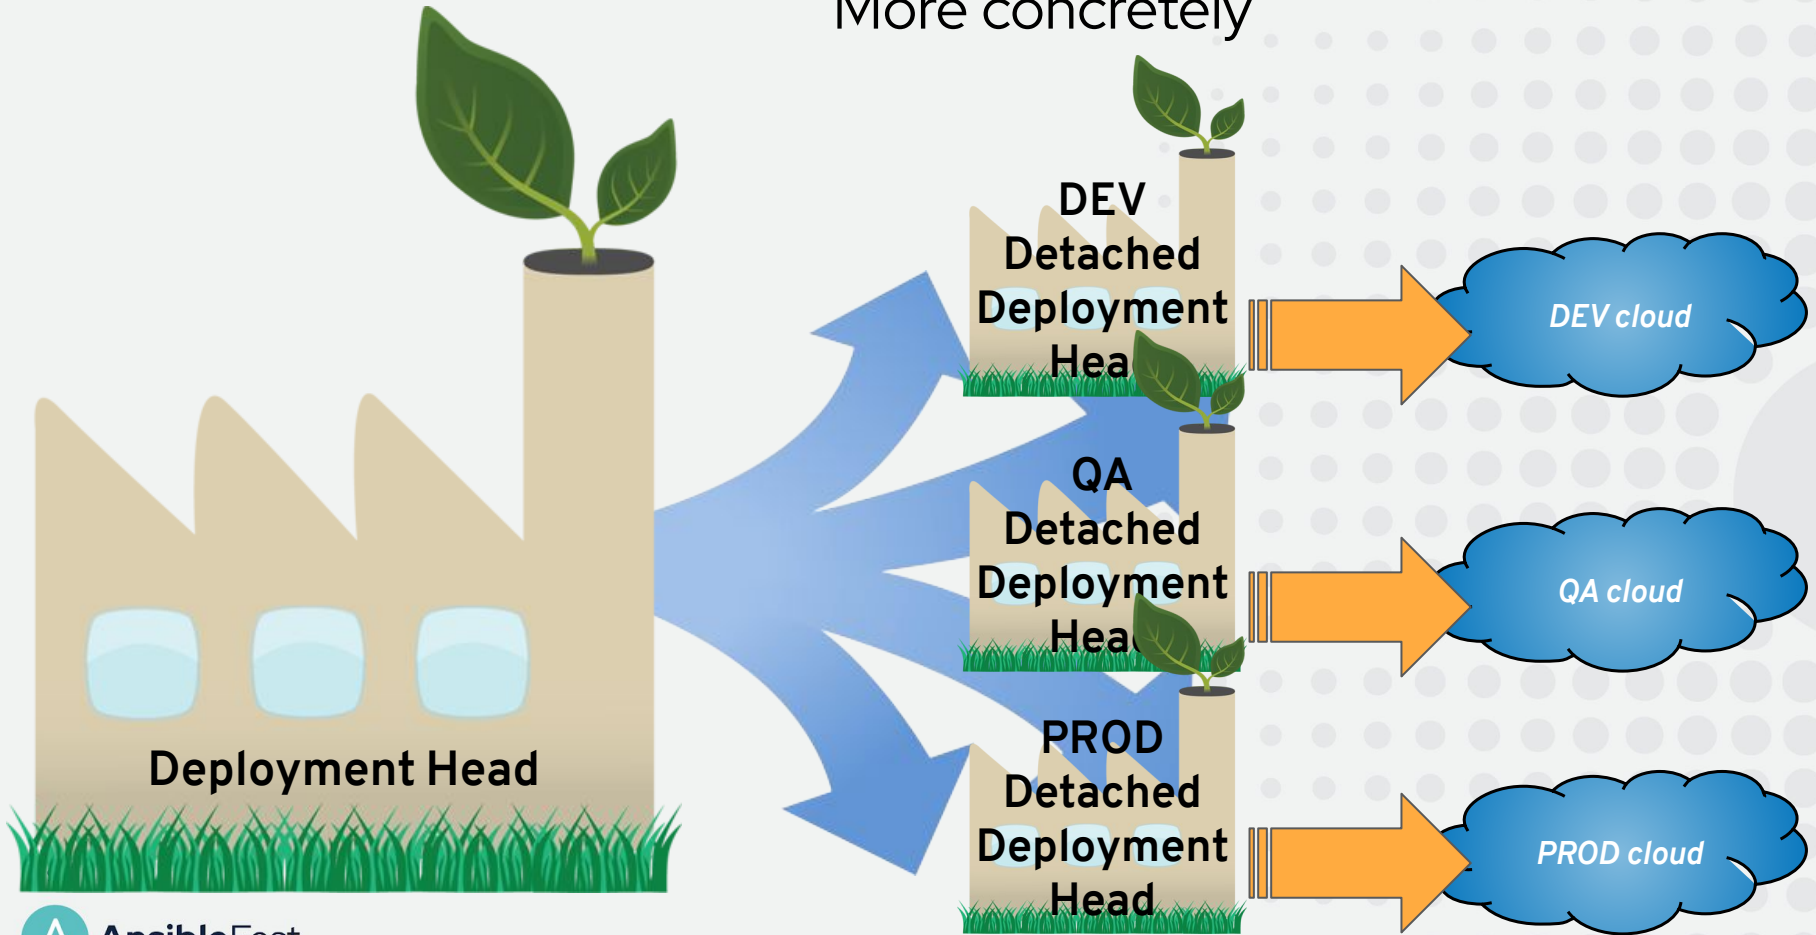 More concretely
DEV
Detached
Deployment
Hea
DEV cloud
QA
Detached
Deployment
Hea
QA cloud
Deployment Head
PROD
Detached
Deployment
Head
PROD cloud
AnsibleFest